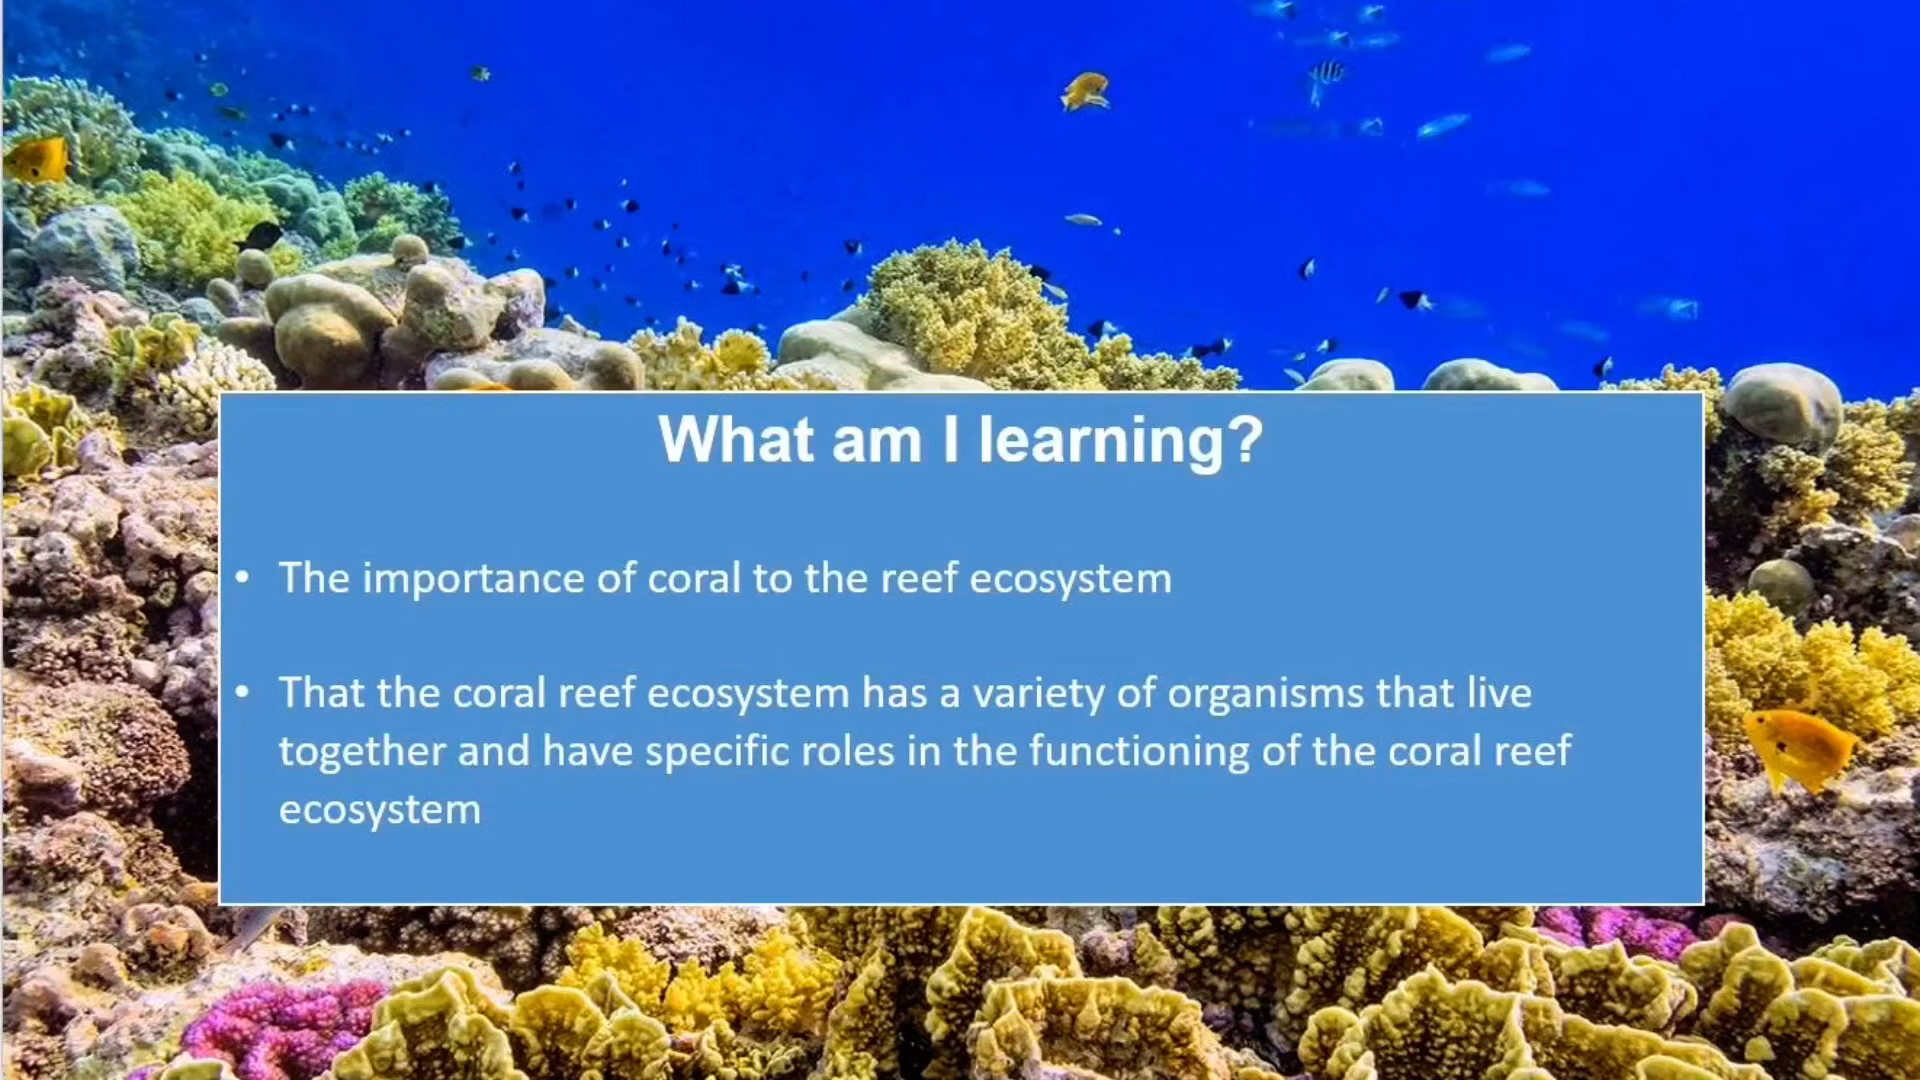 What am I learning?
• The importance of coral to the reef ecosystem
• That the coral reef ecosystem has a variety of organisms that live
together and have specific roles in the functioning of the coral reef
ecosystem